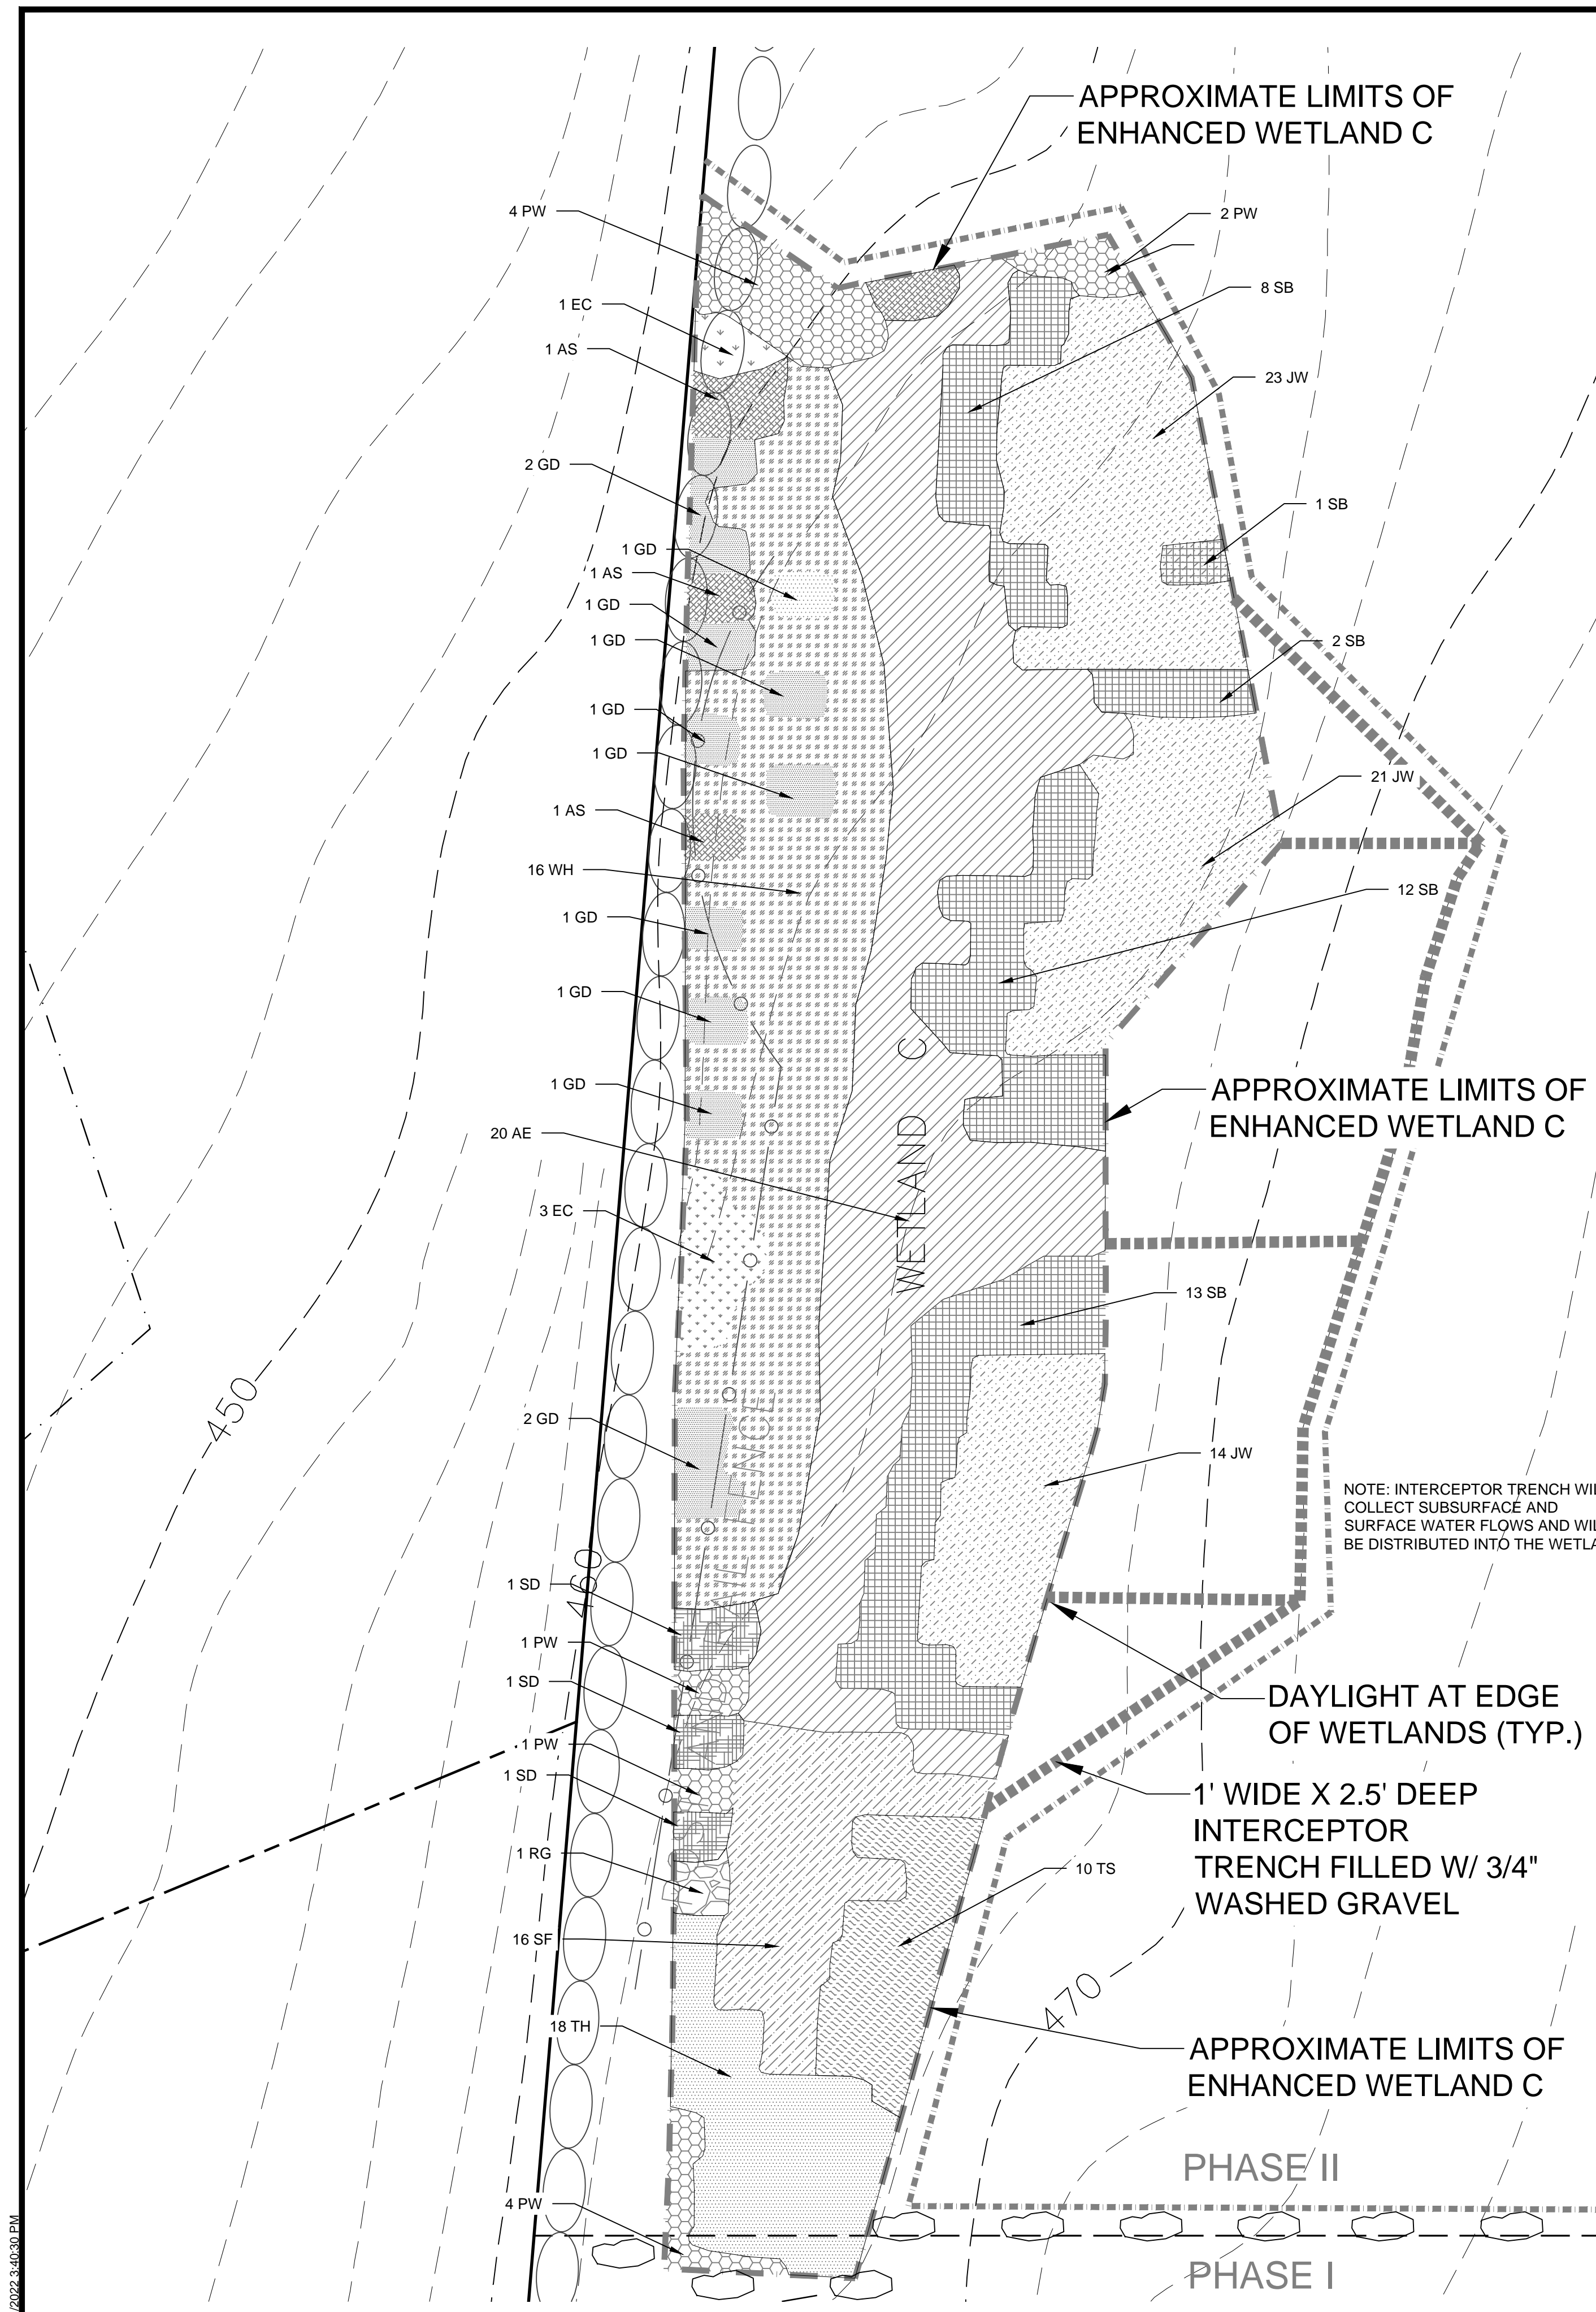 APPROXIMATE LIMITS OF
ENHANCED WETLAND C
4 PW
2 PW
8 SB
1 EC
1 AS
23 JW
2 GD
1 SB
1 GD
1 AS
1 GD
1 GD
2 SB
1 GD
1 GD
21 JW
1 AS
16 WH
12 SB
1 GD
1 GD
WETLAND C
1 GD
APPROXIMATE LIMITS OF
ENHANCED WETLAND C
20 AE
3 EC
13 SB
450
2 GD
14 JW
NOTE: INTERCEPTOR TRENCH
COLLECT SUBSURFACE AND
SURFACE WATER FLOWS AND
BE DISTRIBUTED INTO THE
460
1 SD
1 PW
1 SD
DAYLIGHT AT EDGE
OF WETLANDS (TYP.)
1 PW
1 SD
1' WIDE X 2.5' DEEP
INTERCEPTOR
TRENCH FILLED W/ 3/4"
WASHED GRAVEL
1 RG
10 TS
16 SF
470
18 TH
APPROXIMATE LIMITS OF
ENHANCED WETLAND C
PHASE II
4 PW
PHASE I
/2022 3:40:30 PM